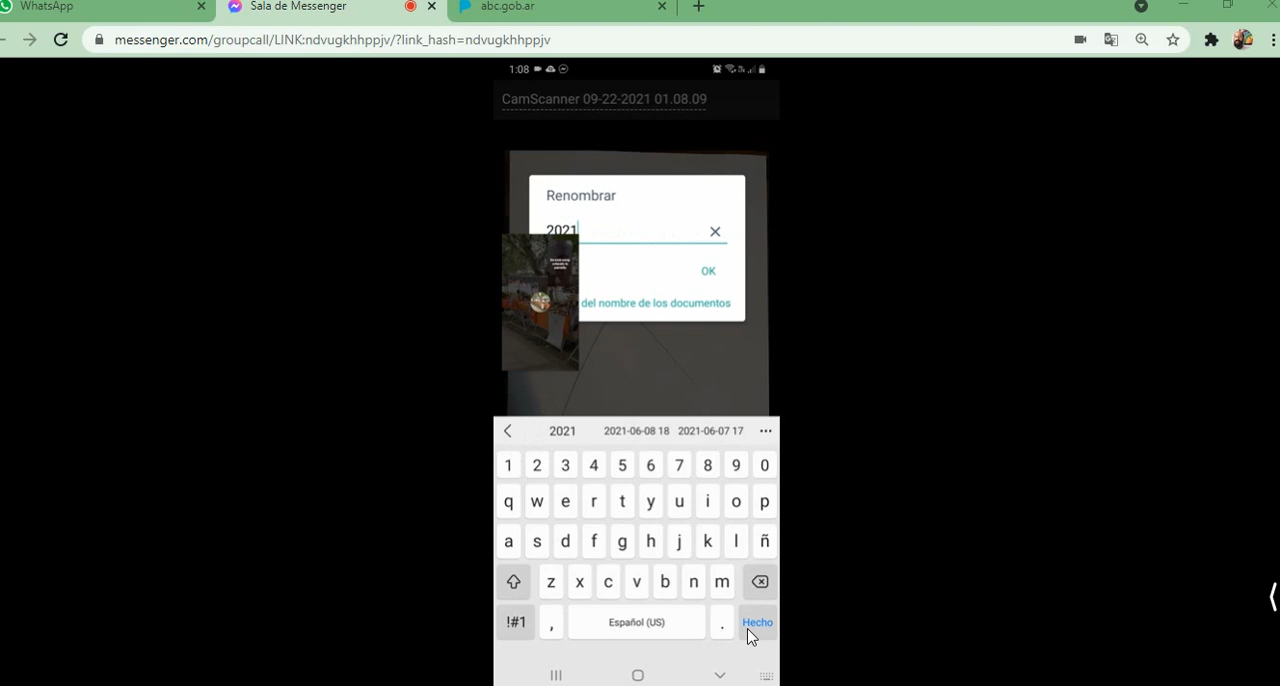 WhatsApp
Sala de Messenger
abc.gob.ar
messenger.com/groupcall/LINK:ndvugkhhppjv/?link_hash=ndvugkhhppjv
1:08
CamScanner 09-22-2021 01.08.09
Renombrar
2021
OK
del nombre de los documentos
2021 2021-06-08 18 2021-06-07 17
1 2 3 4 5 6 7 8 9 0
q w e r t y u i o p
a s d f g h j k l ñ
z x c v b n m
!#1 , Español (US) . Hecho